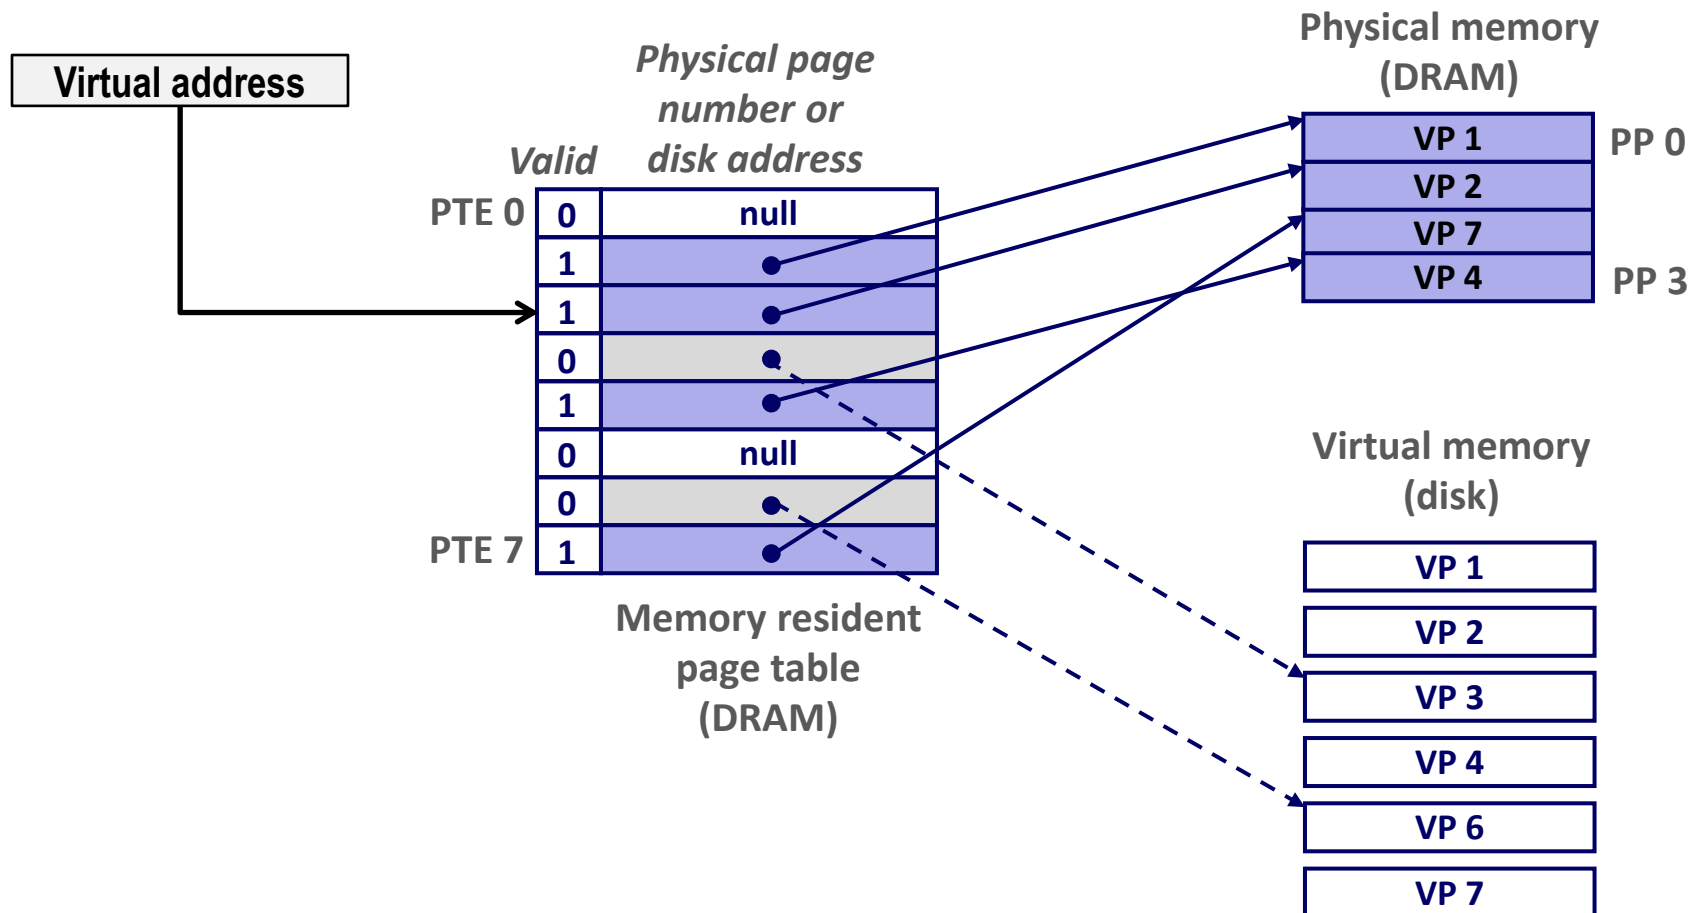 Virtual address
Physical page
number or
disk address
Valid
PTE 0
0
null
1
1
0
1
0
null
0
PTE 7
1
Memory resident
page table
(DRAM)
Physical memory
(DRAM)
VP 1
PP 0
VP 2
VP 7
VP 4
PP 3
Virtual memory
(disk)
VP 1
VP 2
VP 3
VP 4
VP 6
VP 7